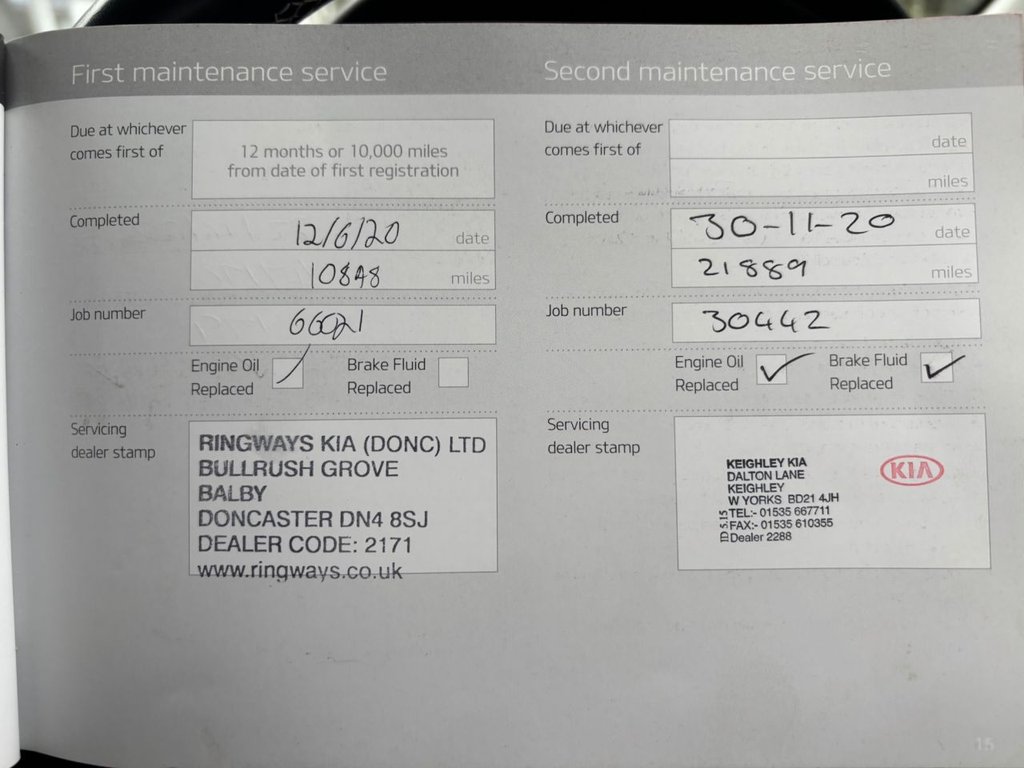 First maintenance service
Due at whichever
comes first of
12 months or 10,000 miles
from date of first registration
Completed
12/6/20 date
10848 miles
Job number
66021
Engine Oil
Replaced
Brake Fluid
Replaced
Servicing
dealer stamp
RINGWAYS KIA (DONC) LTD
BULLRUSH GROVE
BALBY
DONCASTER DN4 8SJ
DEALER CODE: 2171
www.ringways.co.uk
Second maintenance service
Due at whichever
comes first of
date
miles
Completed
30-11-20 date
21889 miles
Job number
30442
Engine Oil
Replaced
Brake Fluid
Replaced
Servicing
dealer stamp
KEIGHLEY KIA
DALTON LANE
KEIGHLEY
W YORKS BD21 4JH
TEL:- 01535 667711
FAX:- 01535 610355
Dealer 2288
KIA
15